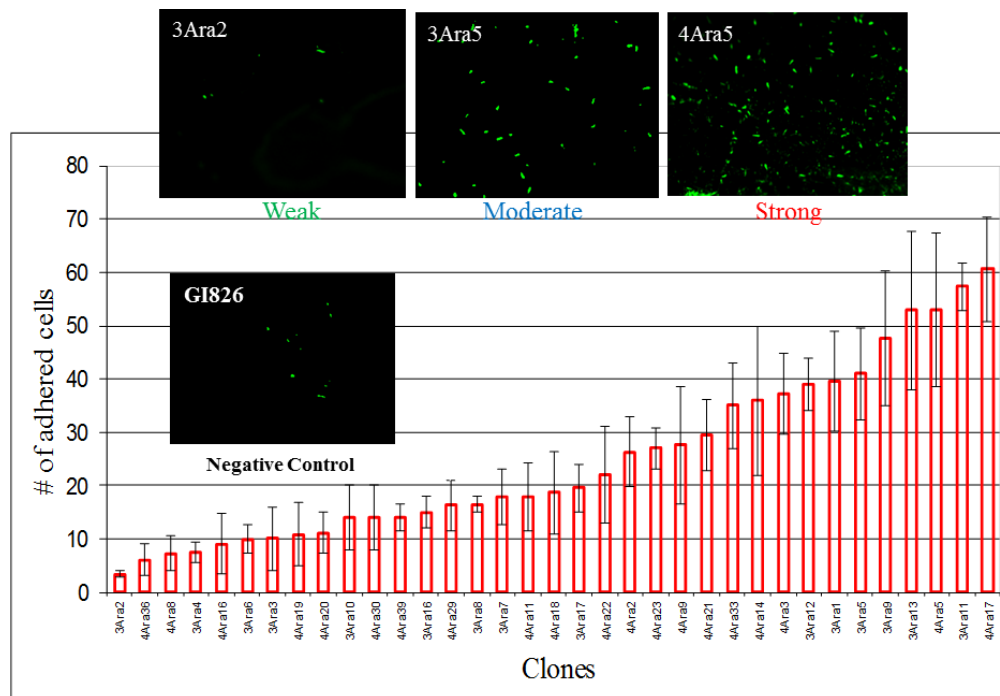 3Ara2
3Ara5
4Ara5
Weak
Moderate
Strong
80
70
60
50
40
30
20
10
0
# of adhered cells
GI826
Negative Control
3Ara2
4Ara36
4Ara8
3Ara4
4Ara16
3Ara6
3Ara3
4Ara19
4Ara20
3Ara10
4Ara30
4Ara39
3Ara16
4Ara29
3Ara8
3Ara7
4Ara11
4Ara18
3Ara17
4Ara22
4Ara2
4Ara23
4Ara9
4Ara21
4Ara33
4Ara14
4Ara3
3Ara12
3Ara1
3Ara5
3Ara9
3Ara13
4Ara5
3Ara11
4Ara17
Clones